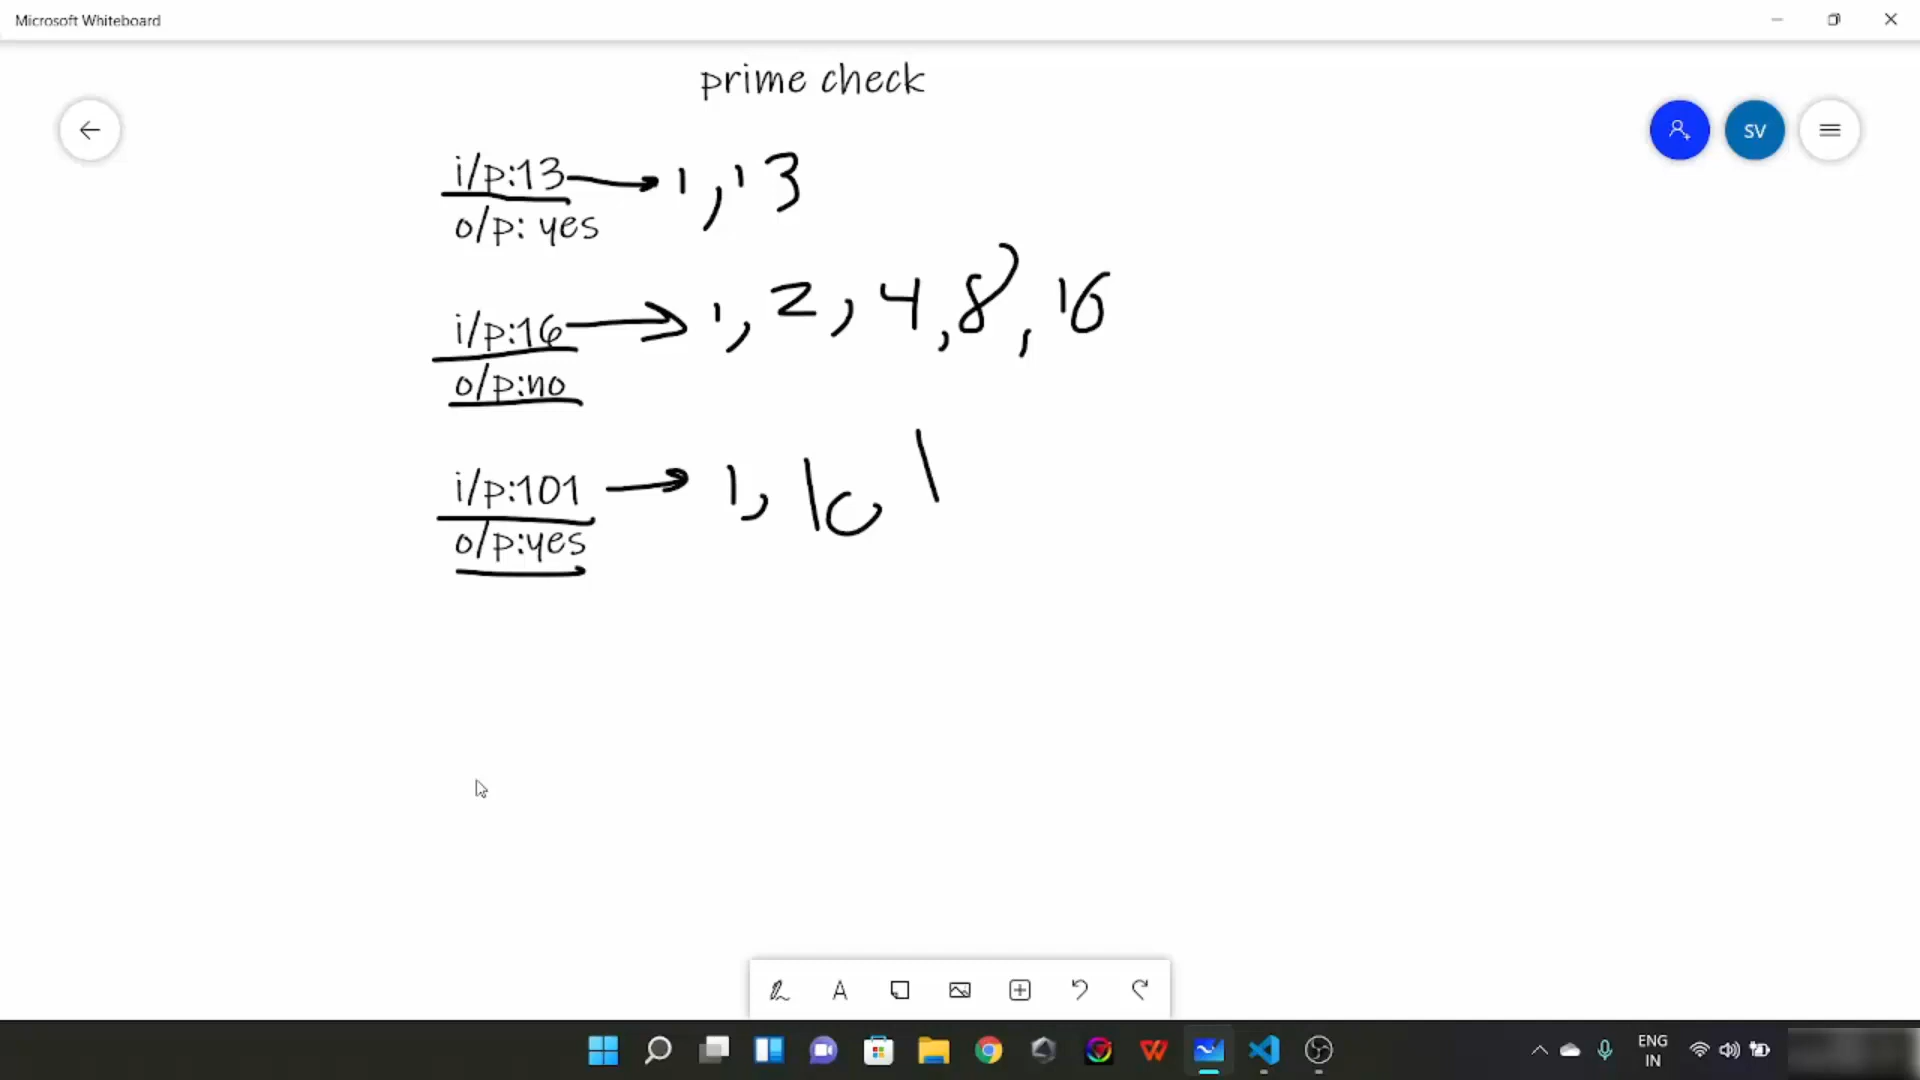 Microsoft Whiteboard
prime check
SV
i/p:13 → 1, 13
o/p: yes
i/p:16 → 1, 2, 4, 8, 16
o/p:no
i/p:101 → 1, 101
o/p:yes
ENG
IN